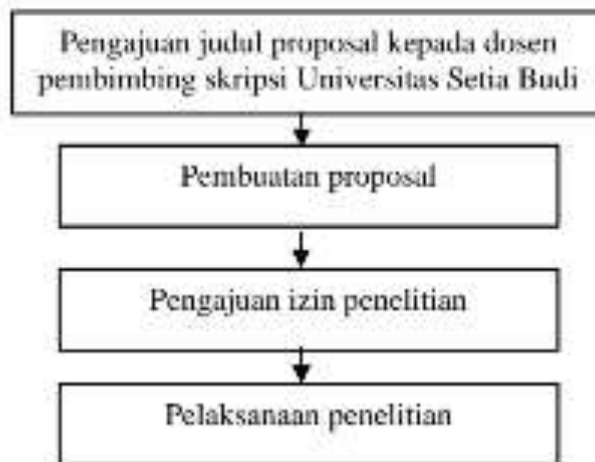 Pengajuan judul proposal kepada dosen
pembimbing skripsi Universitas Setia Budi
Pembuatan proposal
Pengajuan izin penelitian
Pelaksanaan penelitian